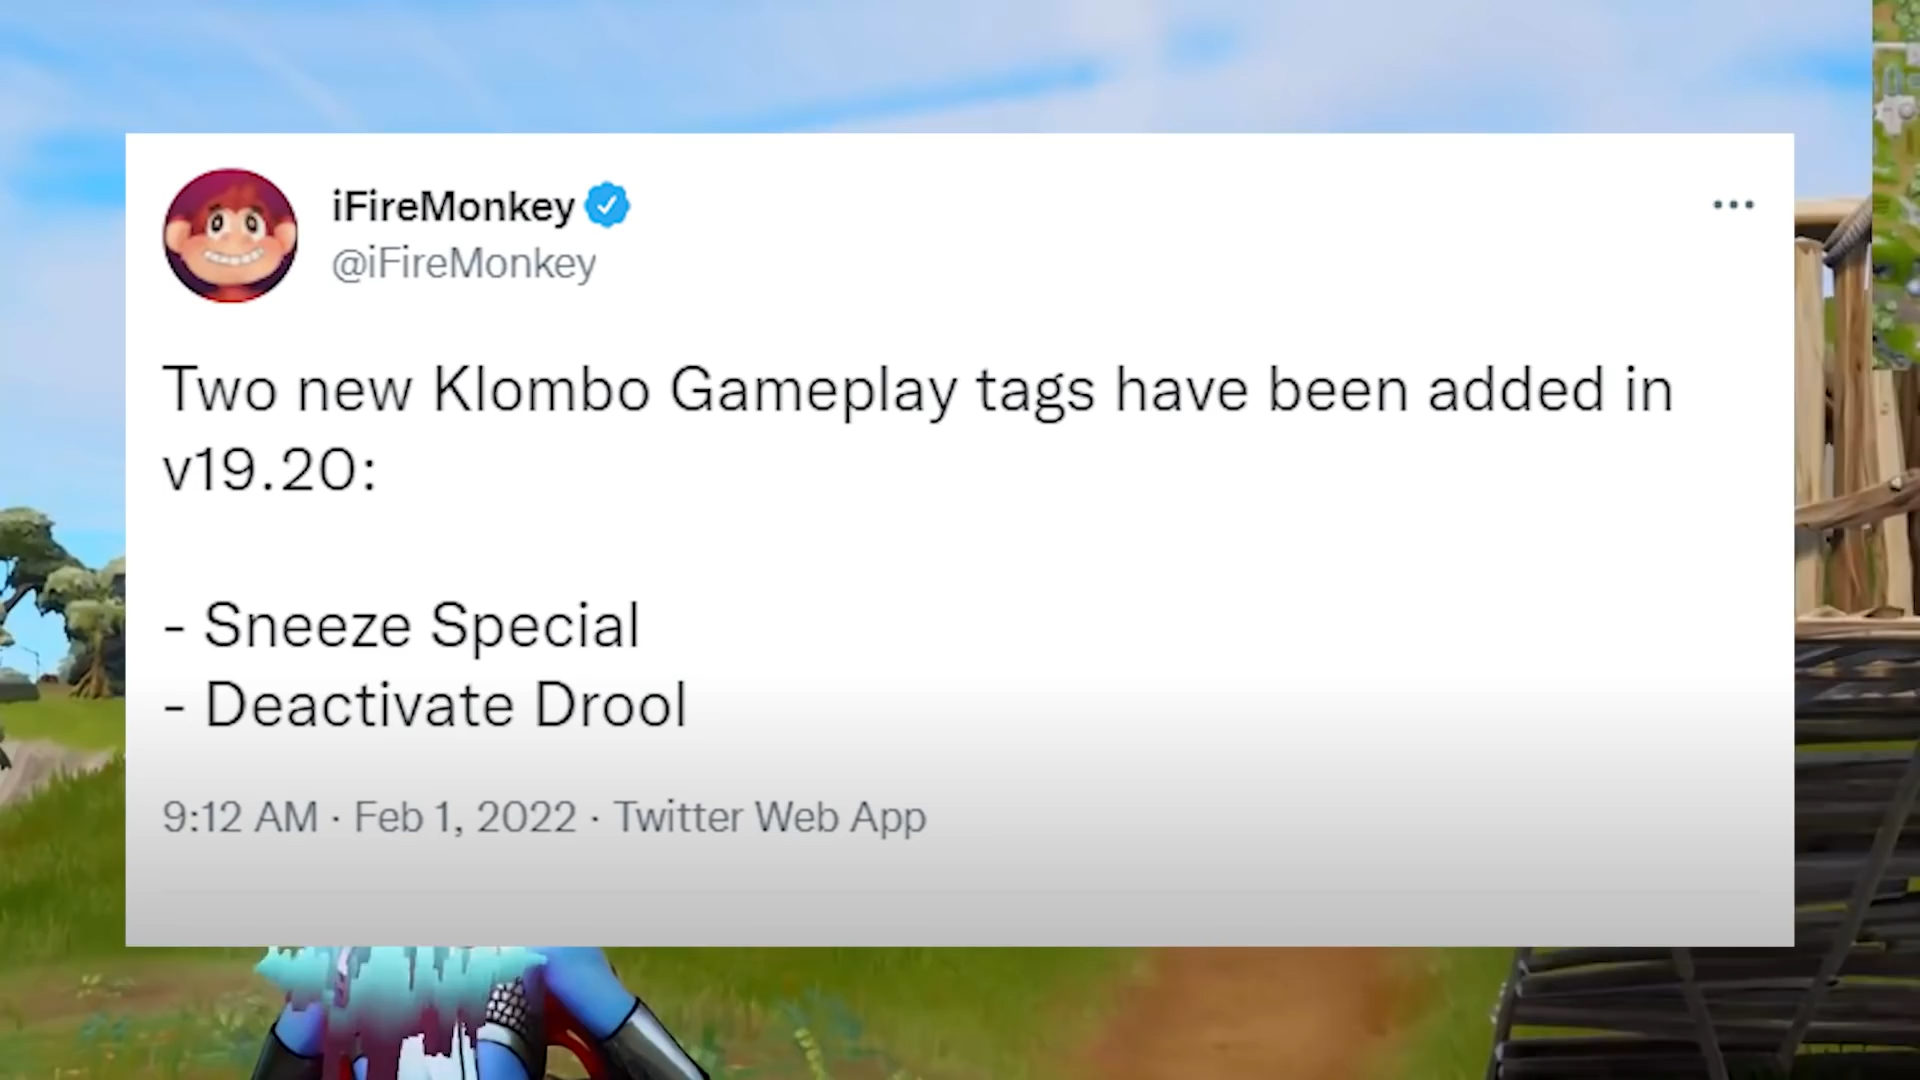 iFireMonkey
@iFireMonkey
Two new Klombo Gameplay tags have been added in
v19.20:
- Sneeze Special
- Deactivate Drool
9:12 AM · Feb 1, 2022 · Twitter Web App